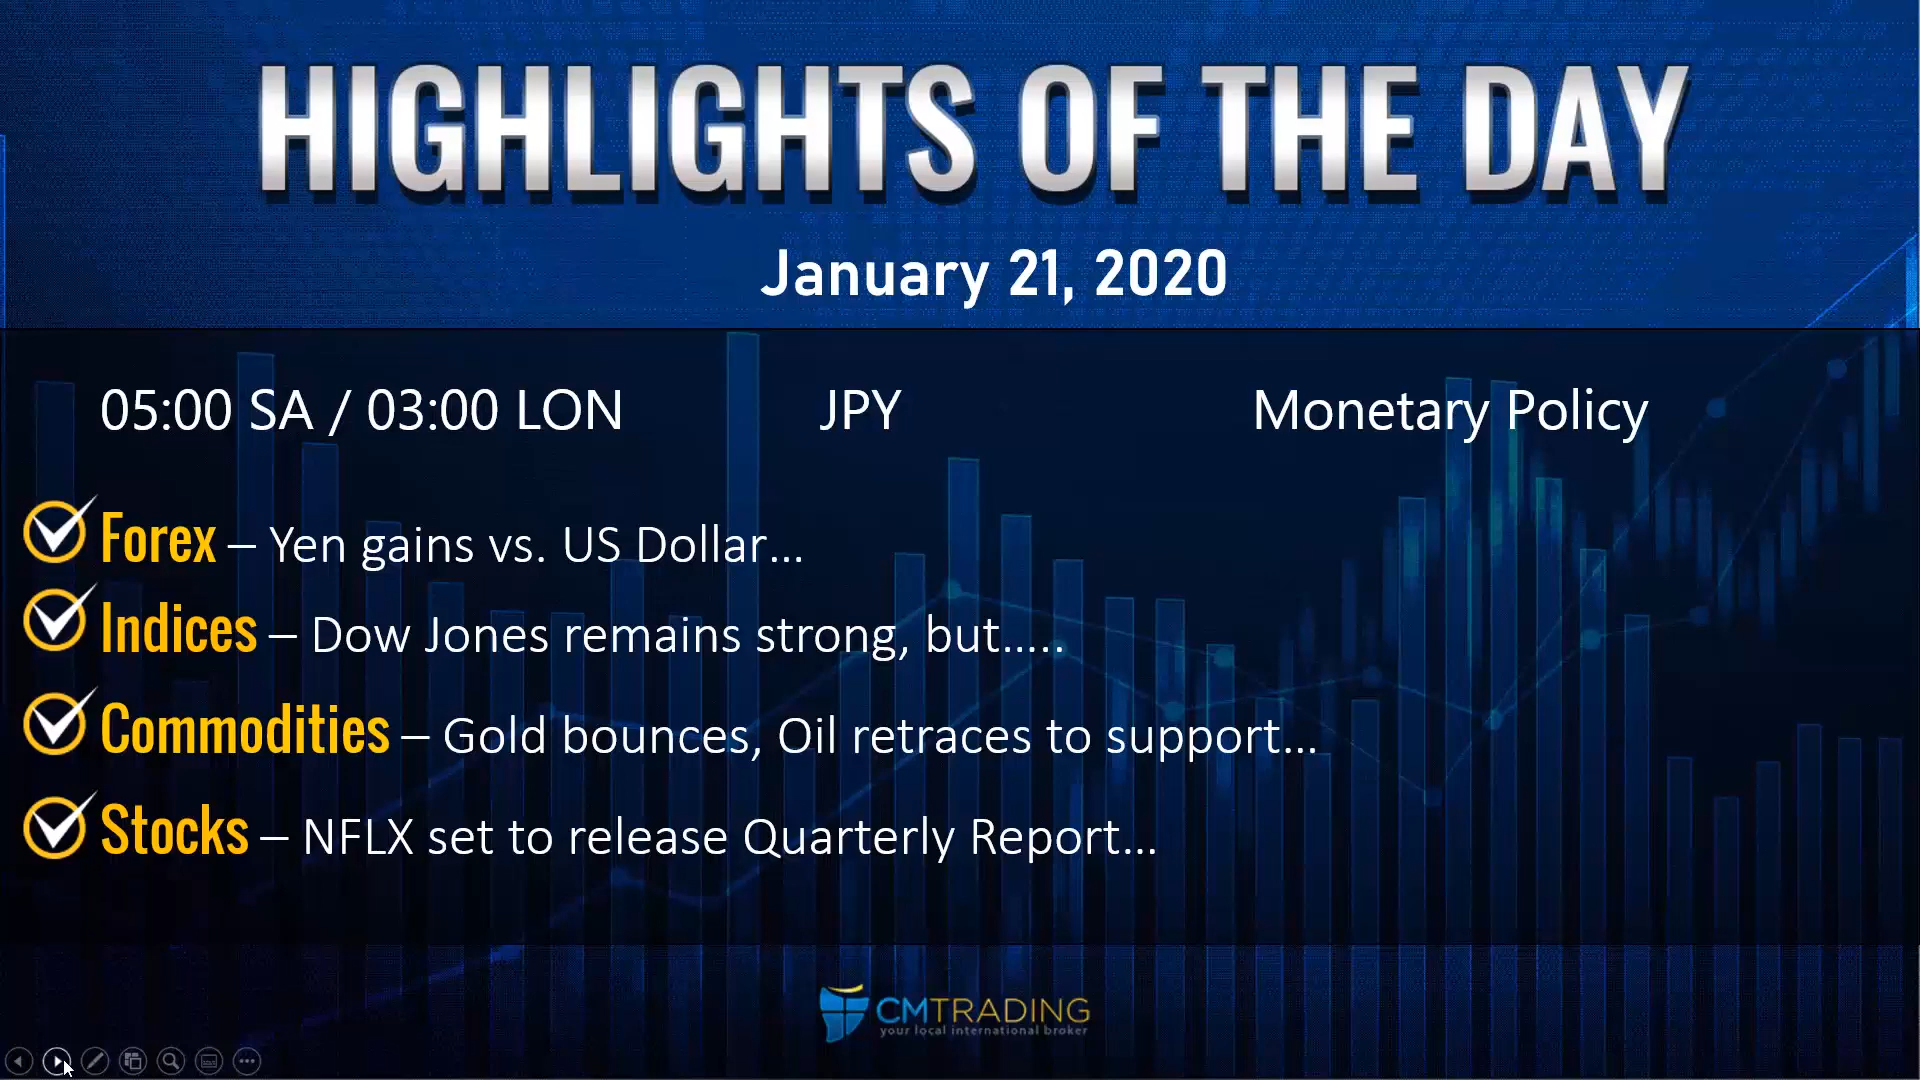 HIGHLIGHTS OF THE DAY
January 21, 2020
05:00 SA / 03:00 LON JPY Monetary Policy
Forex – Yen gains vs. US Dollar...
Indices – Dow Jones remains strong, but.....
Commodities – Gold bounces, Oil retraces to support...
Stocks – NFLX set to release Quarterly Report...
CMTRADING
your local international broker